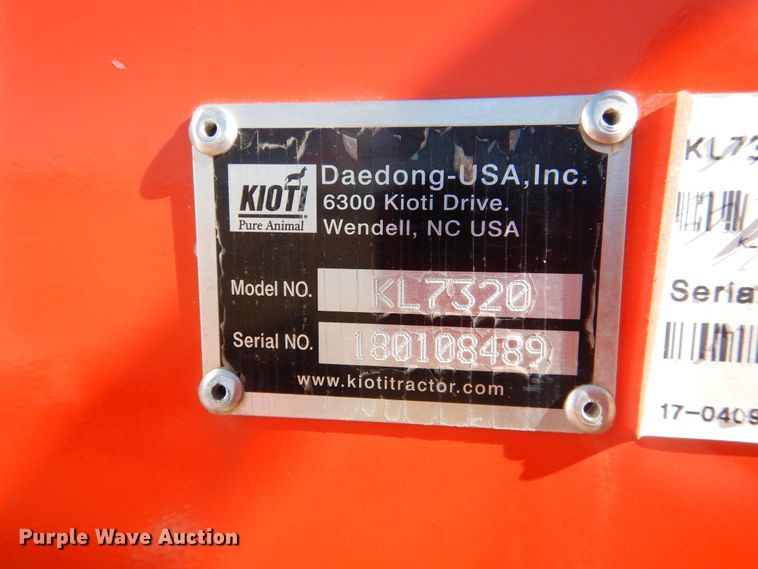 KIOTI
Pure Animal
Daedong-USA, Inc.
6300 Kioti Drive.
Wendell, NC USA
Model NO. KL7320
Serial NO. 180108489
www.kiotitractor.com
KL73
Seria
17-0409
Purple Wave Auction